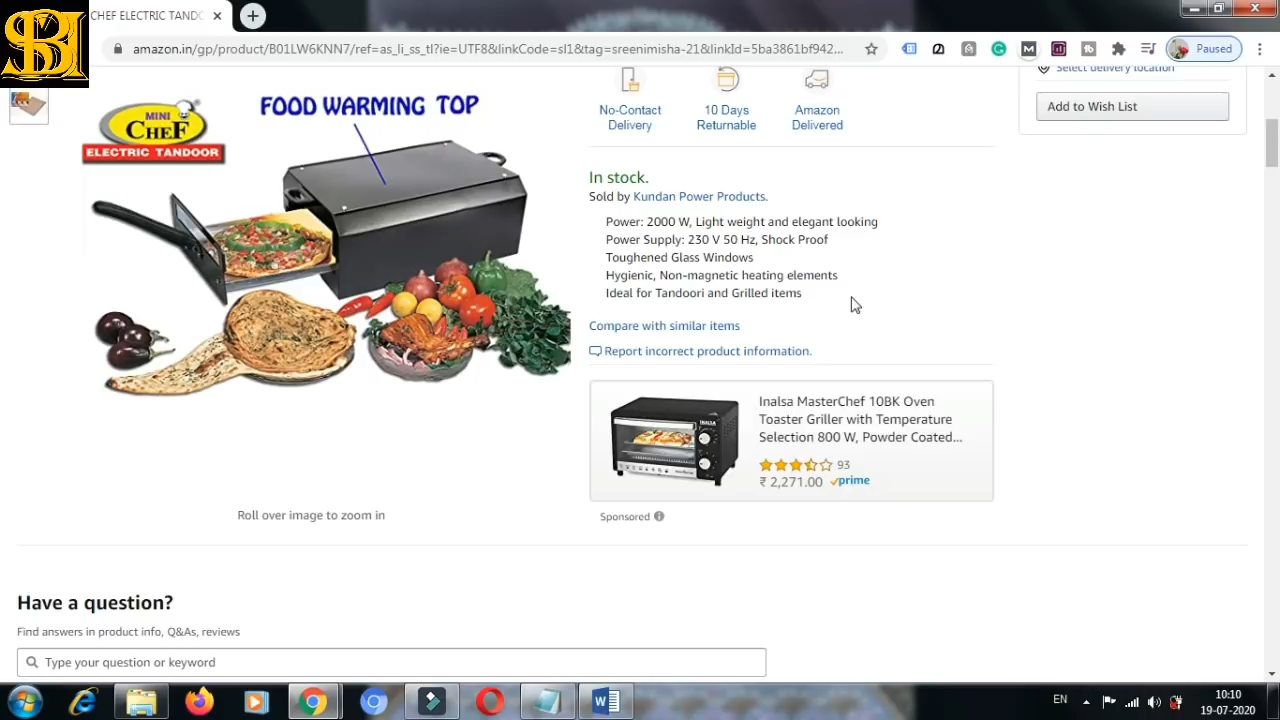 CHEF ELECTRIC TANDO
SBM
amazon.in/gp/product/B01LW6KNN7/ref=as_li_ss_tl?ie=UTF8&linkCode=sl1&tag=sreenimisha-21&linkId=5ba3861bf942...
Paused
Select delivery location
Add to Wish List
MINI
CHEF
ELECTRIC TANDOOR
FOOD WARMING TOP
No-Contact
Delivery
10 Days
Returnable
Amazon
Delivered
In stock.
Sold by Kundan Power Products.
Power: 2000 W, Light weight and elegant looking
Power Supply: 230 V 50 Hz, Shock Proof
Toughened Glass Windows
Hygienic, Non-magnetic heating elements
Ideal for Tandoori and Grilled items
Compare with similar items
Report incorrect product information.
INALSA
Inalsa MasterChef 10BK Oven
Toaster Griller with Temperature
Selection 800 W, Powder Coated...
93
₹ 2,271.00 prime
Sponsored
Roll over image to zoom in
Have a question?
Find answers in product info, Q&As, reviews
Type your question or keyword
EN
10:10
19-07-2020